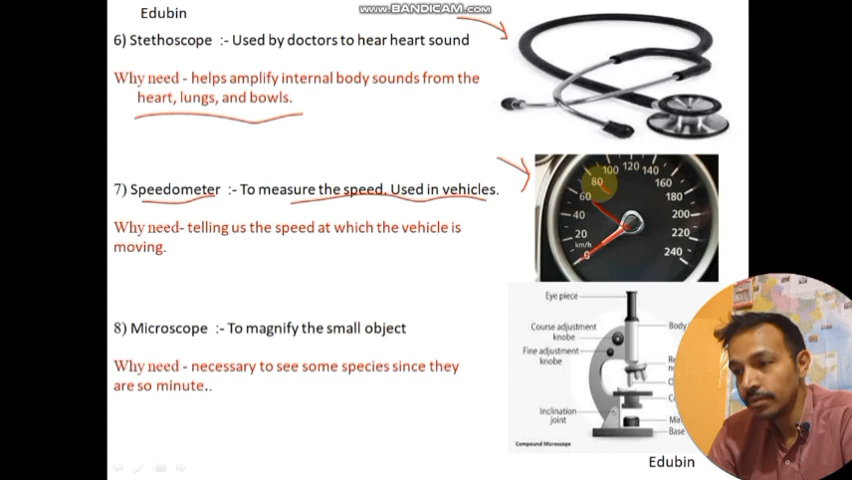 www.BANDICAM.com
Edubin
6) Stethoscope :- Used by doctors to hear heart sound
Why need - helps amplify internal body sounds from the
heart, lungs, and bowls.
7) Speedometer :- To measure the speed. Used in vehicles.
Why need- telling us the speed at which the vehicle is
moving.
0
20
40
60
80
100
120
140
160
180
200
220
240
km/h
8) Microscope :- To magnify the small object
Why need - necessary to see some species since they
are so minute..
Eye piece
Course adjustment
knobe
Fine adjustment
knobe
Inclination
joint
Body
Base
Compound Microscope
Edubin